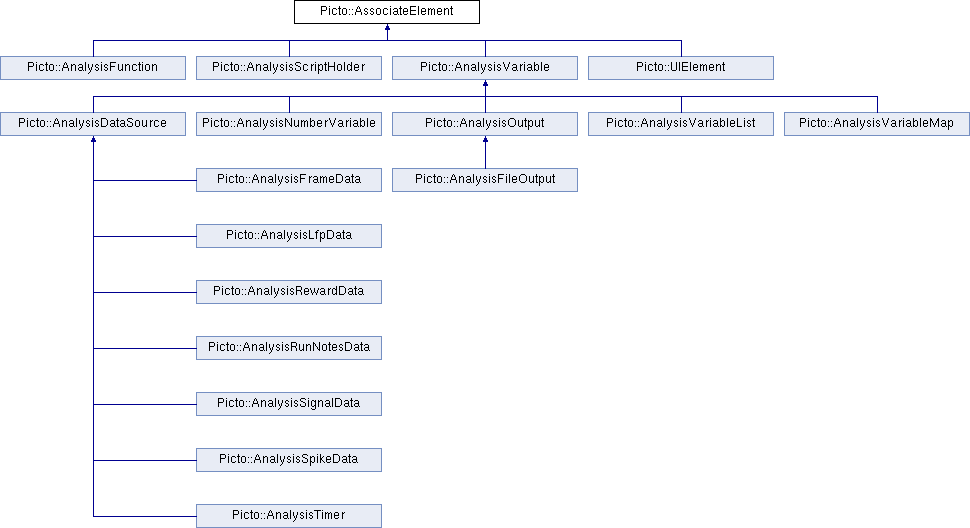 Picto::AssociateElement
Picto::AnalysisFunction
Picto::AnalysisScriptHolder
Picto::AnalysisVariable
Picto::UIElement
Picto::AnalysisDataSource
Picto::AnalysisNumberVariable
Picto::AnalysisOutput
Picto::AnalysisVariableList
Picto::AnalysisVariableMap
Picto::AnalysisFrameData
Picto::AnalysisFileOutput
Picto::AnalysisLfpData
Picto::AnalysisRewardData
Picto::AnalysisRunNotesData
Picto::AnalysisSignalData
Picto::AnalysisSpikeData
Picto::AnalysisTimer